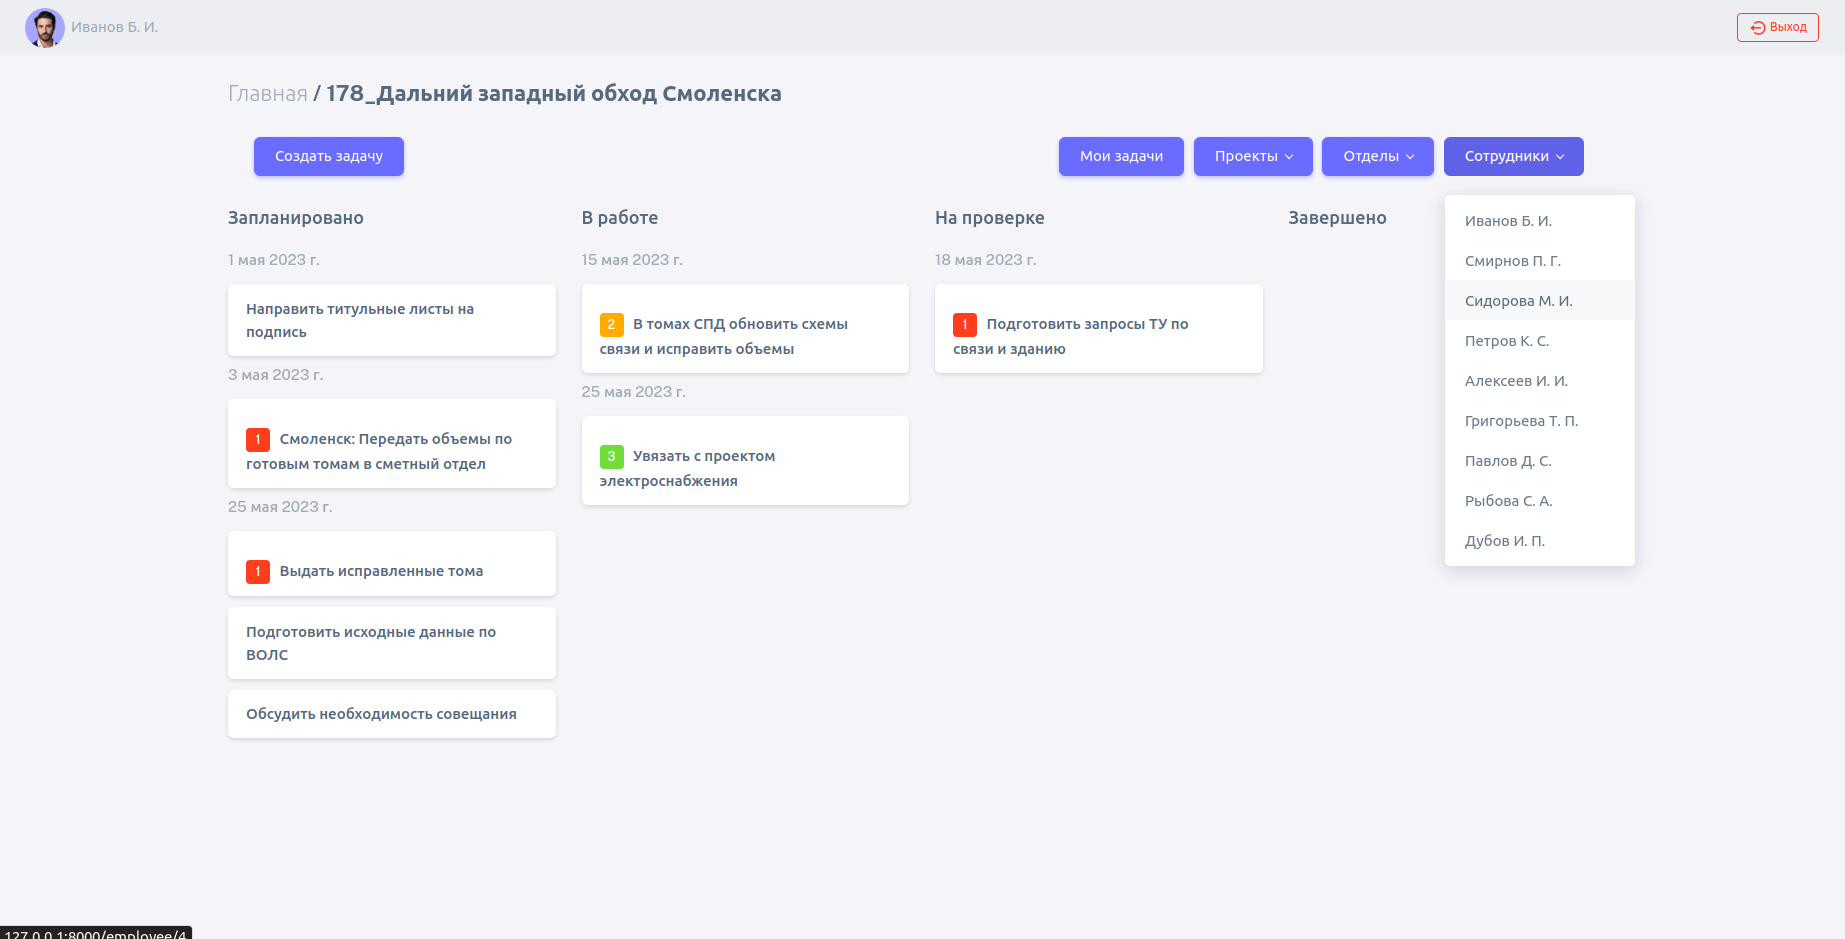 Иванов Б. И.
Выход
Главная / 178_Дальний западный обход Смоленска
Создать задачу
Мои задачи
Проекты
Отделы
Сотрудники
Запланировано
1 мая 2023 г.
Направить титульные листы на
подпись
3 мая 2023 г.
1 Смоленск: Передать объемы по
готовым томам в сметный отдел
25 мая 2023 г.
1 Выдать исправленные тома
Подготовить исходные данные по
ВОЛС
Обсудить необходимость совещания
В работе
15 мая 2023 г.
2 В томах СПД обновить схемы
связи и исправить объемы
25 мая 2023 г.
3 Увязать с проектом
электроснабжения
На проверке
18 мая 2023 г.
1 Подготовить запросы ТУ по
связи и зданию
Завершено
Иванов Б. И.
Смирнов П. Г.
Сидорова М. И.
Петров К. С.
Алексеев И. И.
Григорьева Т. П.
Павлов Д. С.
Рыбова С. А.
Дубов И. П.
127.0.0.1:8000/employee/4